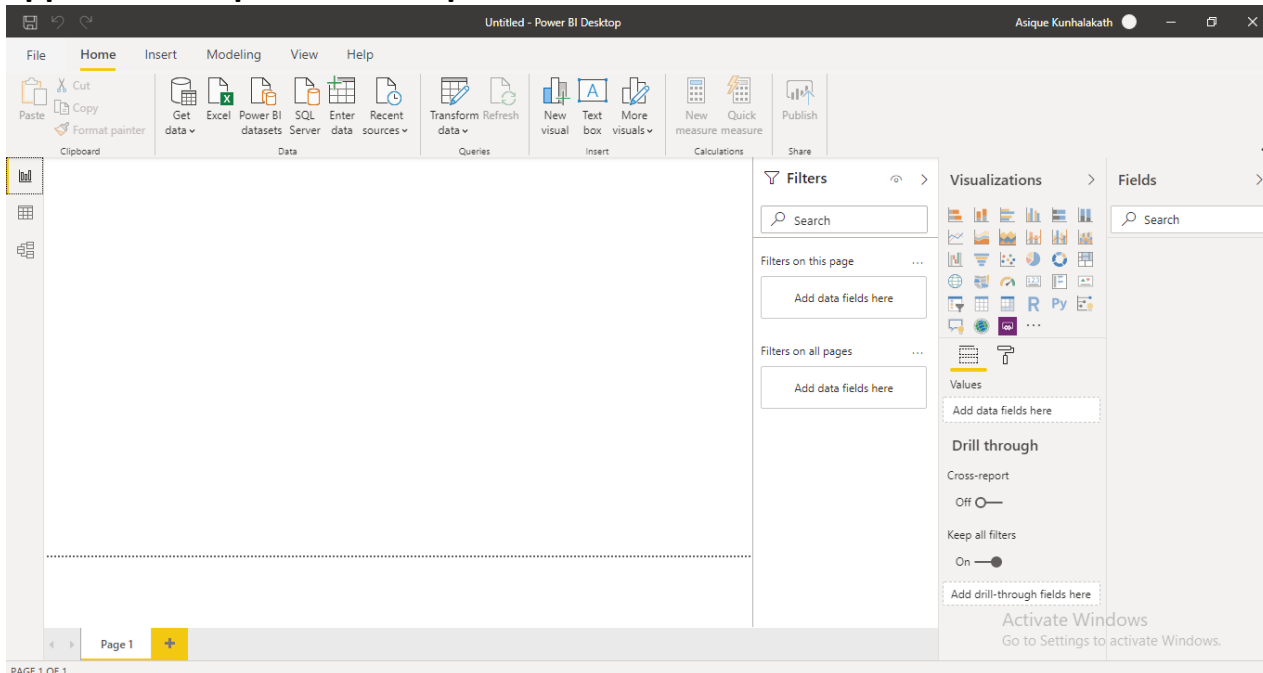 Untitled - Power BI Desktop
Asique Kunhalakath
File Home Insert Modeling View Help
Paste
Cut
Copy
Format painter
Clipboard
Get data
Excel
Power BI datasets
SQL Server
Enter data
Recent sources
Data
Transform data
Refresh
Queries
New visual
Text box
More visuals
Insert
New measure
Quick measure
Calculations
Publish
Share
Filters
Search
Filters on this page
Add data fields here
Filters on all pages
Add data fields here
Visualizations
R Py
Values
Add data fields here
Drill through
Cross-report
Off
Keep all filters
On
Add drill-through fields here
Fields
Search
Activate Windows
Go to Settings to activate Windows.
Page 1
PAGE 1 OF 1